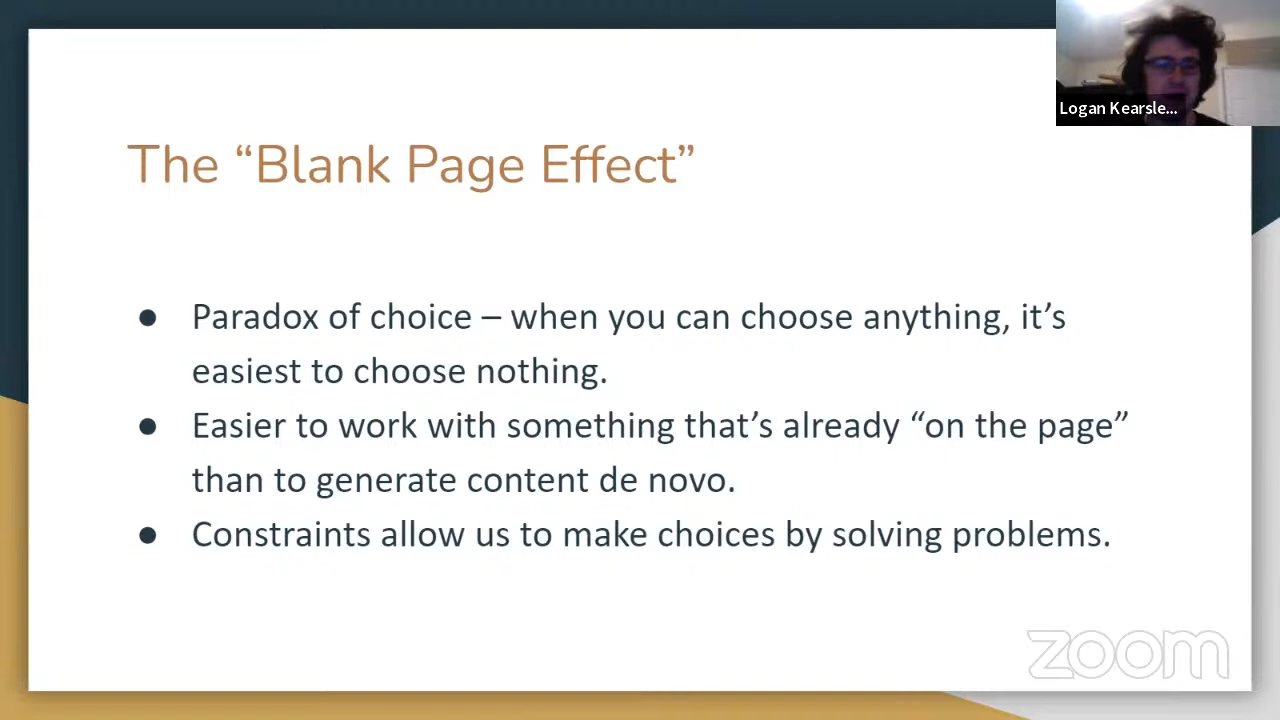 Logan Kearsle...
The “Blank Page Effect”
● Paradox of choice – when you can choose anything, it’s
easiest to choose nothing.
● Easier to work with something that’s already “on the page”
than to generate content de novo.
● Constraints allow us to make choices by solving problems.
zoom